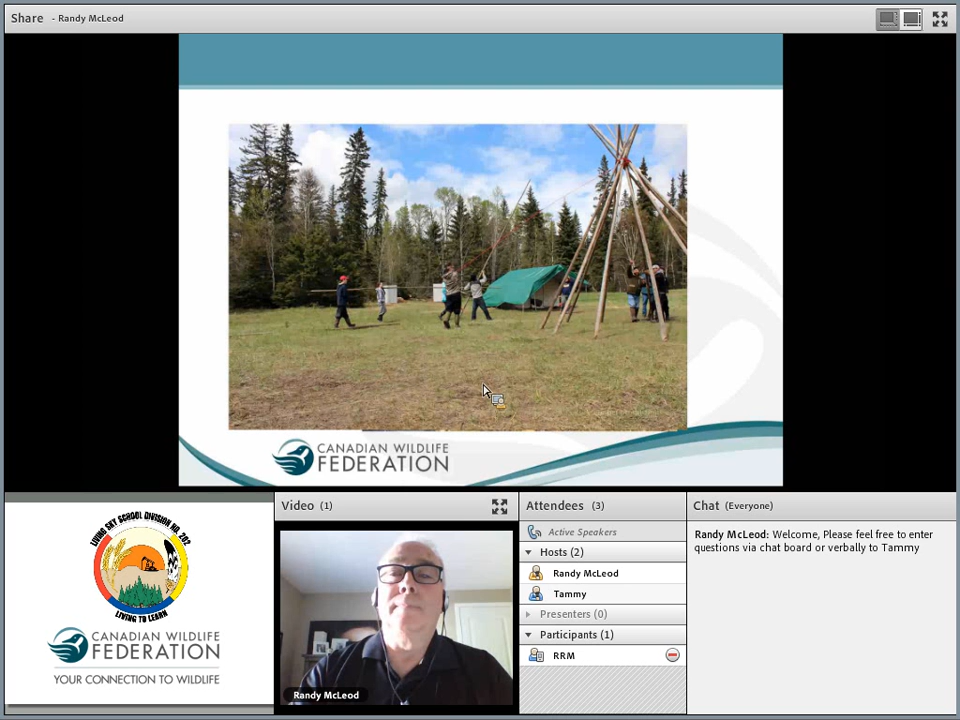 Share - Randy McLeod
CANADIAN WILDLIFE
FEDERATION
LIVING SKY SCHOOL DIVISION NO. 202
LIVING TO LEARN
CANADIAN WILDLIFE
FEDERATION
YOUR CONNECTION TO WILDLIFE
Video (1)
Randy McLeod
Attendees (3)
Active Speakers
Hosts (2)
Randy McLeod
Tammy
Presenters (0)
Participants (1)
RRM
Chat (Everyone)
Randy McLeod: Welcome, Please feel free to enter
questions via chat board or verbally to Tammy